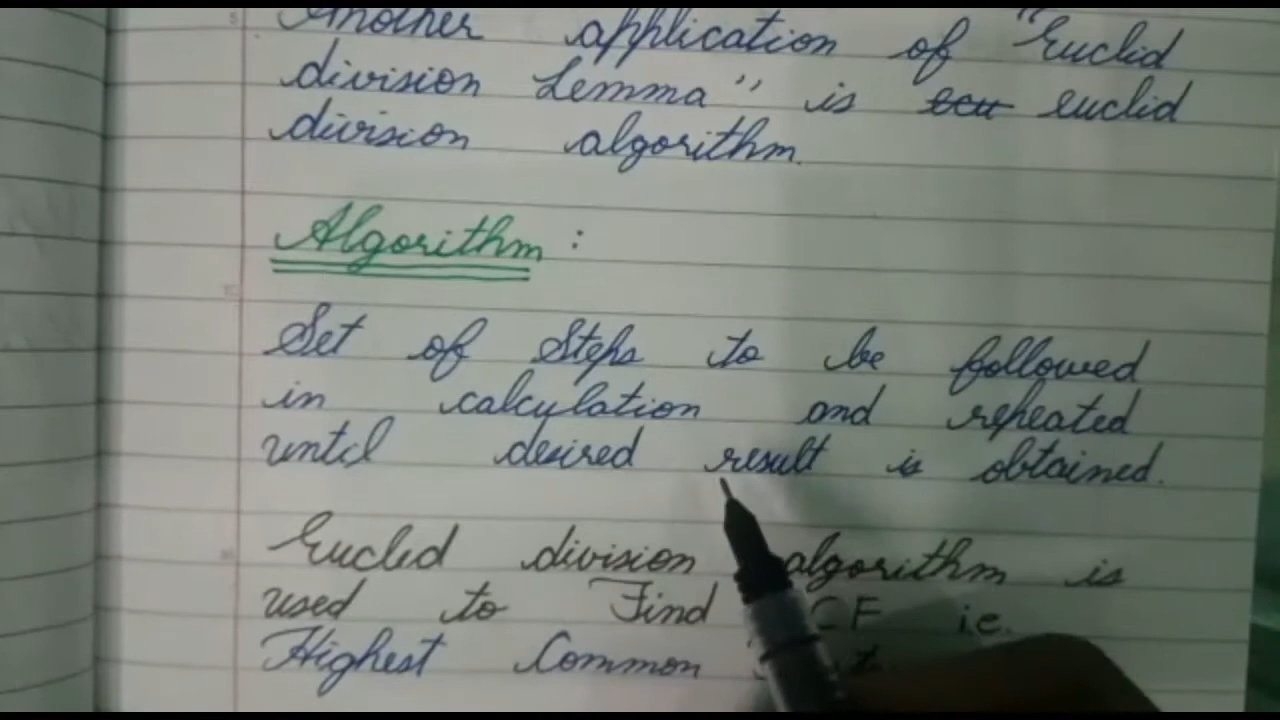 Another application of "Euclid
division Lemma" is euclid
division algorithm.
Algorithm :
Set of Steps to be followed
in calculation and repeated
until desired result is obtained.
Euclid division algorithm is
used to Find CF i.e.
Highest Common